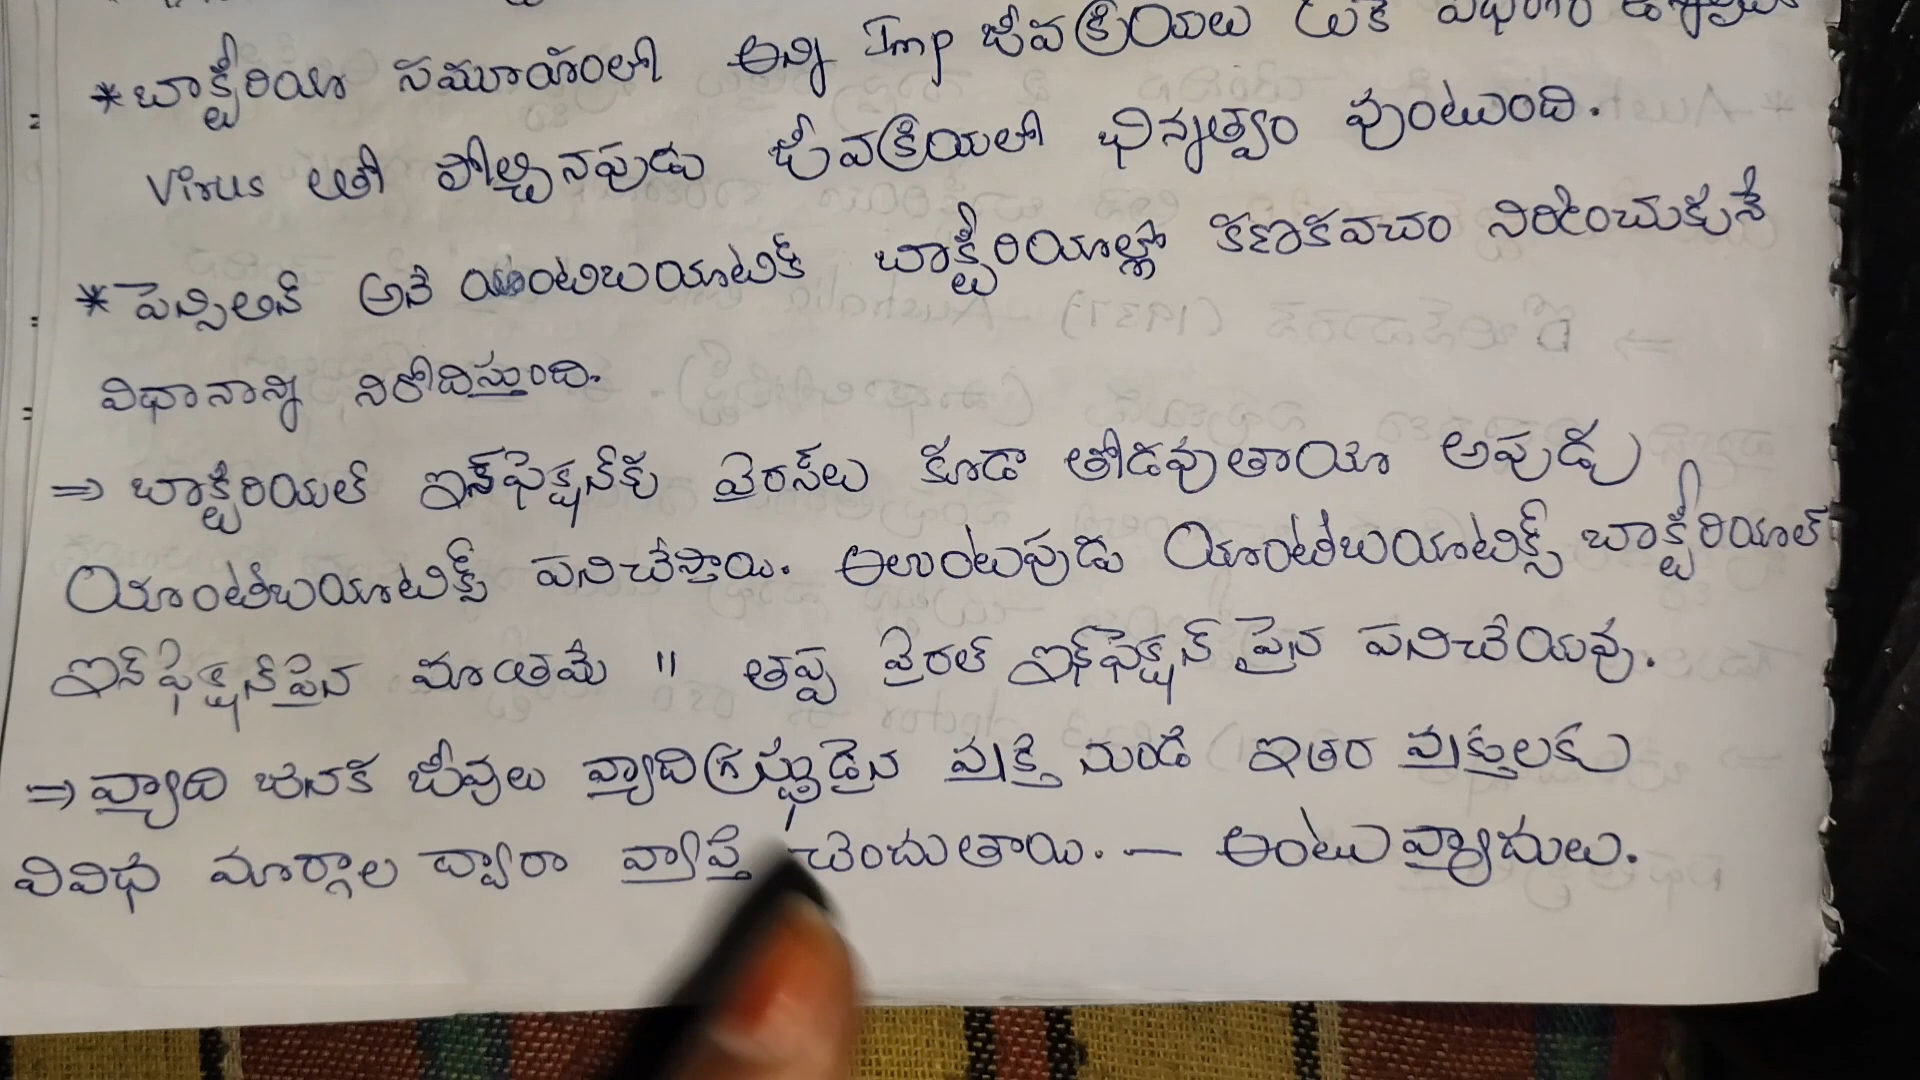 * బాక్టీరియా సమూహంలో అన్ని Imp జీవక్రియలు ఒకే విధంగా
Virus లతో పోల్చినపుడు జీవక్రియలలో భిన్నత్వం వుంటుంది.
* పెన్సిలిన్ అనే యాంటిబయాటిక్ బాక్టీరియాల్లో కణకవచం నిర్మించుకునే
విధానాన్ని నిరోదిస్తుంది.
⇒ బాక్టీరియల్ ఇన్‌ఫెక్షన్‌కు వైరస్‌లు కూడా తోడవుతాయో అపుడు
యాంటీబయాటిక్స్ పనిచేస్తాయి. అలాంటపుడు యాంటీబయాటిక్స్ బాక్టీరియాల్
ఇన్‌ఫెక్షన్‌పైన మాత్రమే " తప్ప వైరల్ ఇన్‌ఫెక్షన్ పైన పనిచేయవు.
⇒ వ్యాది జనక జీవులు వ్యాదిగ్రస్థుడైన వ్యక్తి నుండి ఇతర వ్యక్తులకు
వివిధ మార్గాల ద్వారా వ్యాప్తి చెందుతాయి. — అంటువ్యాదులు.